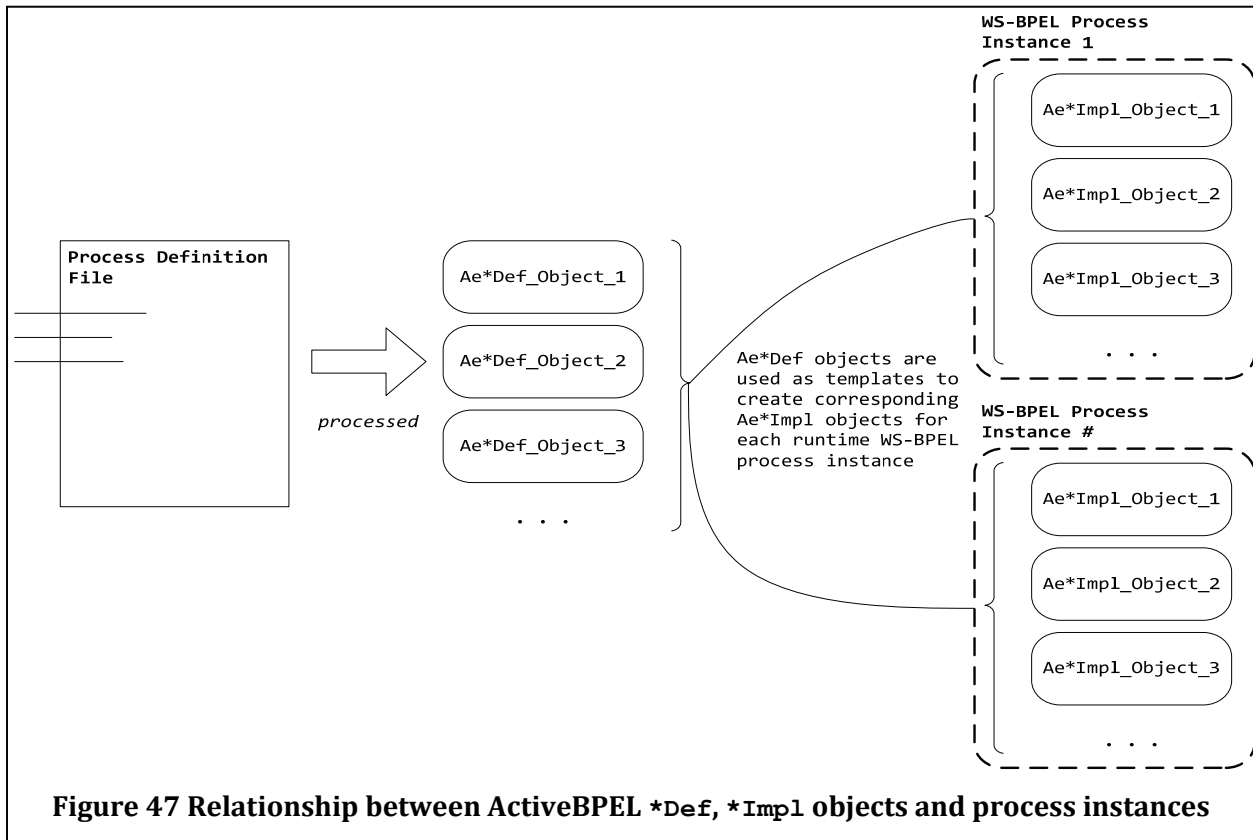 Process Definition
File
processed
Ae*Def_Object_1
Ae*Def_Object_2
Ae*Def_Object_3
. . .
Ae*Def objects are
used as templates to
create corresponding
Ae*Impl objects for
each runtime WS-BPEL
process instance
WS-BPEL Process
Instance 1
Ae*Impl_Object_1
Ae*Impl_Object_2
Ae*Impl_Object_3
. . .
WS-BPEL Process
Instance #
Ae*Impl_Object_1
Ae*Impl_Object_2
Ae*Impl_Object_3
. . .
Figure 47 Relationship between ActiveBPEL *Def, *Impl objects and process instances